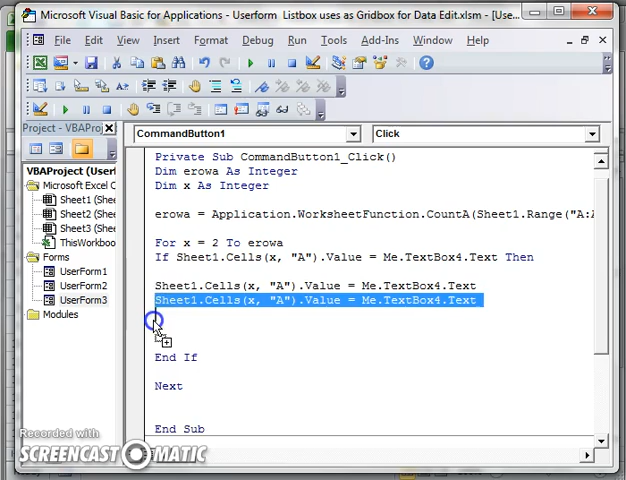 Microsoft Visual Basic for Applications - Userform Listbox uses as Gridbox for Data Edit.xlsm - [Use...
File Edit View Insert Format Debug Run Tools Add-Ins Window Help
Project - VBAProj
CommandButton1
Click
VBAProject (Userf
Microsoft Excel C
Sheet1 (Shee
Sheet2 (Shee
Sheet3 (Shee
ThisWorkboo
Forms
UserForm1
UserForm2
UserForm3
Modules
Private Sub CommandButton1_Click()
Dim erowa As Integer
Dim x As Integer
erowa = Application.WorksheetFunction.CountA(Sheet1.Range("A:A
For x = 2 To erowa
If Sheet1.Cells(x, "A").Value = Me.TextBox4.Text Then
Sheet1.Cells(x, "A").Value = Me.TextBox4.Text
Sheet1.Cells(x, "A").Value = Me.TextBox4.Text
End If
Next
End Sub
Recorded with
SCREENCAST-O-MATIC